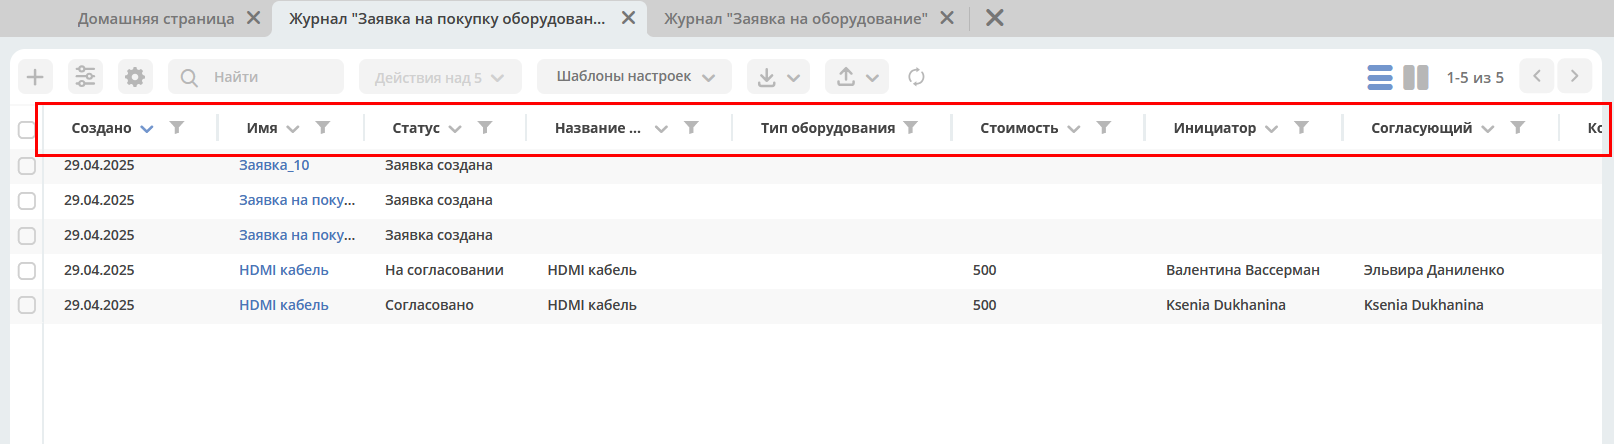 Домашняя страница Журнал "Заявка на покупку оборудован... Журнал "Заявка на оборудование"
Найти Действия над 5 Шаблоны настроек 1-5 из 5
Создано Имя Статус Название ... Тип оборудования Стоимость Инициатор Согласующий Ко
29.04.2025 Заявка_10 Заявка создана
29.04.2025 Заявка на поку... Заявка создана
29.04.2025 Заявка на поку... Заявка создана
29.04.2025 HDMI кабель На согласовании HDMI кабель 500 Валентина Вассерман Эльвира Даниленко
29.04.2025 HDMI кабель Согласовано HDMI кабель 500 Ksenia Dukhanina Ksenia Dukhanina